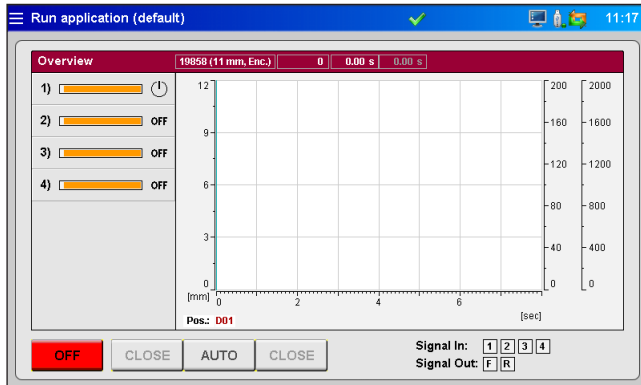 Run application (default) 11:17
Overview 19858 (11 mm, Enc.) 0 0.00 s 0.00 s
1)
2) OFF
3) OFF
4) OFF
12 200 2000
9 160 1600
120 1200
6 80 800
3 40 400
0 0 0
[mm] 0 2 4 6
[sec]
Pos.: D01
OFF CLOSE AUTO CLOSE
Signal In: 1 2 3 4
Signal Out: F R